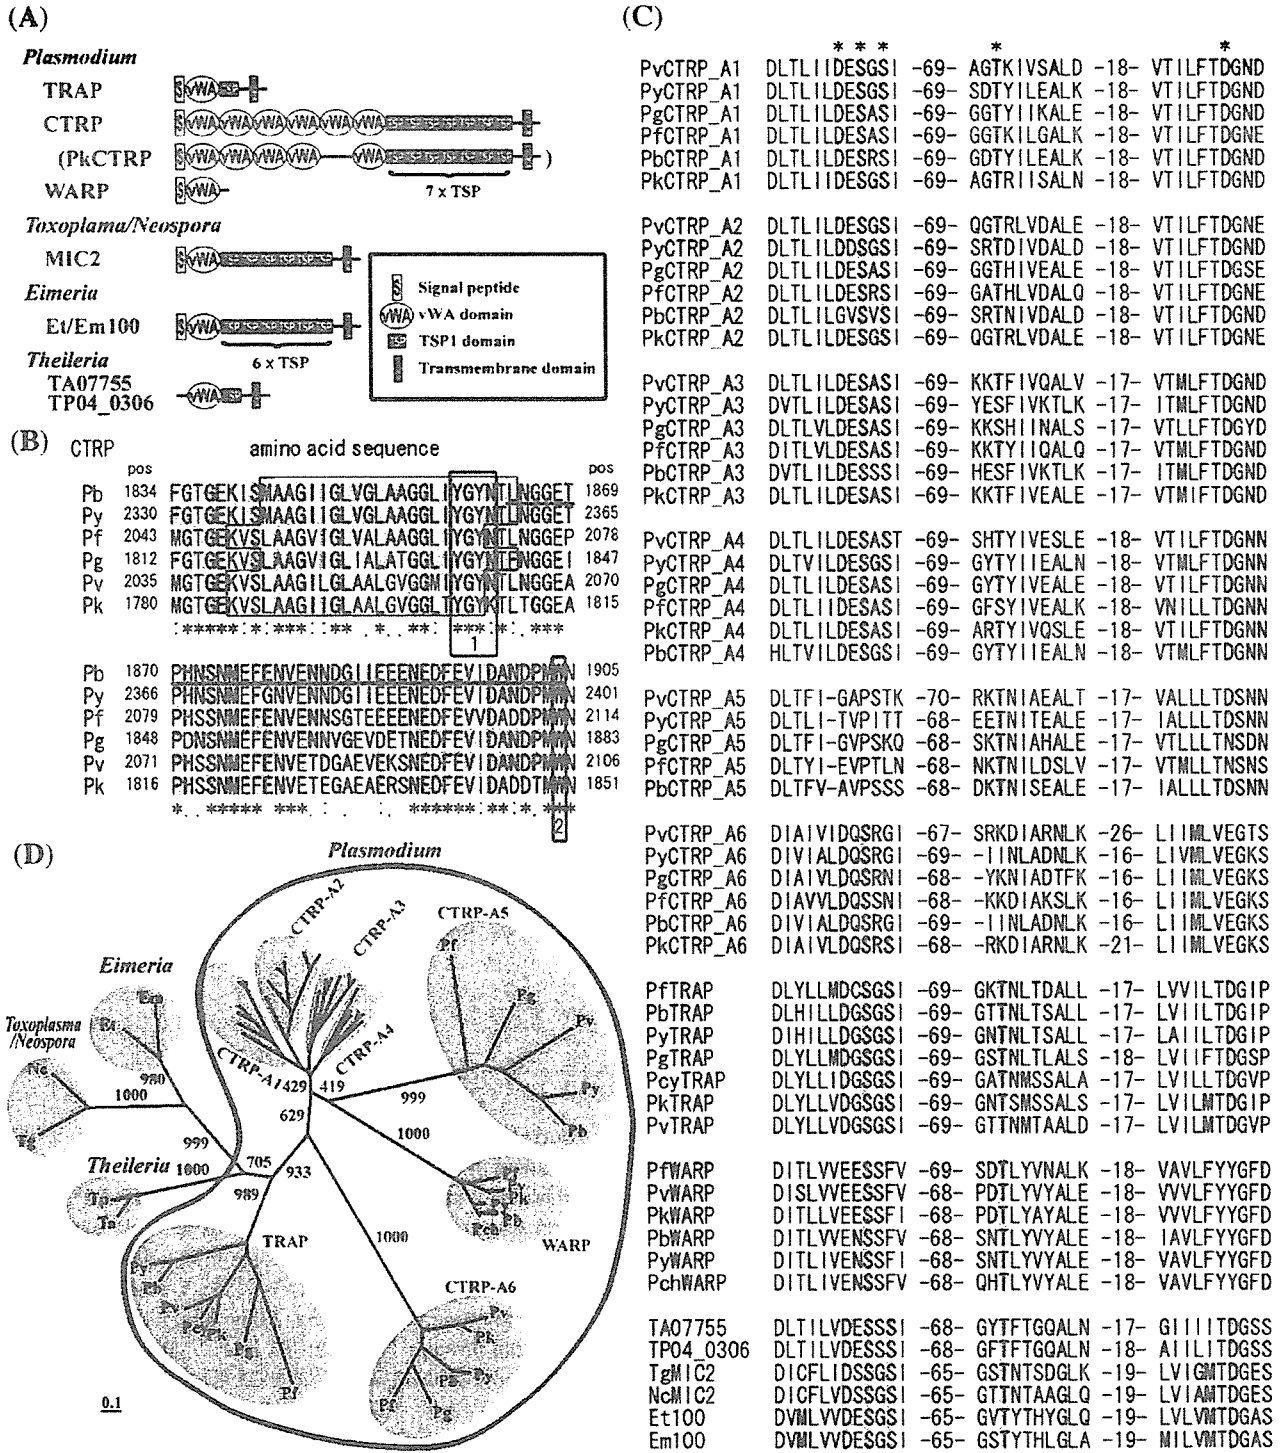 (A)
Plasmodium
TRAP
CTRP
(PkCTRP
)
WARP
7 x TSP
Toxoplama/Neospora
MIC2
Eimeria
Et/Em100
6 x TSP
Theileria
TA07755
TP04_0306
S Signal peptide
vWA vWA domain
TSP1 domain
Transmembrane domain
(B) CTRP amino acid sequence
pos pos
Pb 1834 FGTGEKISMAAGIIGLVGLAAGGLIYGYNTLNGGET 1869
Py 2330 FGTGEKISMAAGIIGLVGLAAGGLIYGYNTLNGGET 2365
Pf 2043 MGTGEKVSLAAGVIGLVGLAAGGLIYGYNTLNGGEP 2078
Pg 1812 FGTGEKVSLAAGVIGLIALATGGLIYGYNTFNGGEI 1847
Pv 2035 MGTGEKVSLAAGILGLAALGVGGMIYGYNTLNGGEA 2070
Pk 1780 MGTGEKVSLAAGIIGLAALGVGGLTYGYKTLTGGEA 1815
1
Pb 1870 PHNSNMEFENVENNDGIIEEENEDFEVIDANDPMWN 1905
Py 2366 PHNSNMEFGNVENNDGIIEEENEDFEVIDANDPMWN 2401
Pf 2079 PHSSNMEFENVENNSGTEEEENEDFEVVDADDPMWN 2114
Pg 1848 PDNSNMEFENVENNVGEVDETNEDFEVIDANDPMWN 1883
Pv 2071 PHSSNMEFENVETDGAEVEKSNEDFEVIDANDPMWN 2106
Pk 1816 PHSSNMEFENVETEGAEAERSNEDFEVIDADDTMWN 1851
2
(C)
* * * * *
PvCTRP_A1 DLTLIIDESGSI -69- AGTKIVSALD -18- VTILFTDGND
PyCTRP_A1 DLTLIIDESGSI -69- SDTYILEALK -18- VTILFTDGND
PgCTRP_A1 DLTLIIDESASI -69- GGTYIIKALE -18- VTILFTDGND
PfCTRP_A1 DLTLIIDESASI -69- GGTKILGALK -18- VTILFTDGNE
PbCTRP_A1 DLTLIIDESRSI -69- GDTYILEALK -18- VTILFTDGND
PkCTRP_A1 DLTLIIDESGSI -69- AGTRIISALN -18- VTILFTDGND
PvCTRP_A2 DLTLILDESGSI -69- QGTRLVDALE -18- VTILFTDGNE
PyCTRP_A2 DLTLILDDSGSI -69- SRTDIVDALD -18- VTILFTDGND
PgCTRP_A2 DLTLILDESASI -69- GGTHIVEALE -18- VTILFTDGSE
PfCTRP_A2 DLTLILDESRSI -69- GATHLVDALQ -18- VTILFTDGNE
PbCTRP_A2 DLTLILGVSVSI -69- SRTNIVDALD -18- VTILFTDGND
PkCTRP_A2 DLTLILDESGSI -69- QGTRLVDALE -18- VTILFTDGNE
PvCTRP_A3 DLTLILDESASI -69- KKTFIVQALV -17- VTMLFTDGND
PyCTRP_A3 DVTLILDESASI -69- YESFIVKTLK -17- ITMLFTDGND
PgCTRP_A3 DLTLVLDESASI -69- KKSHIINALS -17- VTLLFTDGYD
PfCTRP_A3 DITLVLDESASI -69- KKTYIIQALQ -17- VTMLFTDGND
PbCTRP_A3 DVTLILDESSSI -69- HESFIVKTLK -17- ITMLFTDGND
PkCTRP_A3 DLTLILDESASI -69- KKTFIVEALK -17- VTMIFTDGND
PvCTRP_A4 DLTLILDESAST -69- SHTYIVESLE -18- VTILFTDGNN
PyCTRP_A4 DLTVILDESGSI -69- GYTYIIEALN -18- VTMLFTDGNN
PgCTRP_A4 DLTLILDESASI -69- GYTYIVEALE -18- VTILFTDGNN
PfCTRP_A4 DLTLIIDESASI -69- GFSYIVEALK -18- VNILLTDGNN
PkCTRP_A4 DLTLILDESASI -69- ARTYIVQSLE -18- VTILFTDGNN
PbCTRP_A4 HLTVILDESGSI -69- GYTYIIEALN -18- VTMLFTDGNN
PvCTRP_A5 DLTFI-GAPSTK -70- RKTNIAEALT -17- VALLLTDSNN
PyCTRP_A5 DLTLI-TVPITT -68- EETNITEALE -17- IALLLTDSNN
PgCTRP_A5 DLTFI-GVPSKQ -68- SKTNIAHALE -17- VTLLLTNSDN
PfCTRP_A5 DLTYI-EVPTLN -68- NKTNILDSLV -17- VTMLLTNSNS
PbCTRP_A5 DLTFV-AVPSSS -68- DKTNISEALE -17- IALLLTDSNN
PvCTRP_A6 DIAIVIDQSRGI -67- SRKDIARNLK -26- LIIMLVEGTS
PyCTRP_A6 DIVIALDQSRGI -69- -IINLADNLK -16- LIVMLVEGKS
PgCTRP_A6 DIAIVLDQSRNI -68- -YKNIADTFK -16- LIIMLVEGKS
PfCTRP_A6 DIAVVLDQSSNI -68- -KKDIAKSLK -16- LIIMLVEGKS
PbCTRP_A6 DIVIALDQSRGI -69- -IINLADNLK -16- LIIMLVEGKS
PkCTRP_A6 DIAIVLDQSRSI -68- -RKDIARNLK -21- LIIMLVEGKS
PfTRAP DLYLLMDCSGSI -69- GKTNLTDALL -17- LVVILTDGIP
PbTRAP DLHILLDGSGSI -69- GTTNLTSALL -17- LVIILTDGIP
PyTRAP DIHILLDGSGSI -69- GNTNLTSALL -17- LAIILTDGIP
PgTRAP DLYLLMDGSGSI -69- GSTNLTLALS -18- LVIIFTDGSP
PcyTRAP DLYLLIDGSGSI -69- GATNMSSALA -17- LVILLTDGVP
PkTRAP DLYLLVDGSGSI -69- GNTSMSSALS -17- LVILMTDGIP
PvTRAP DLYLLVDGSGSI -69- GTTNMTAALD -17- LVILMTDGVP
PfWARP DITLVVEESSFV -69- SDTLYVNALK -18- VAVLFYYGFD
PvWARP DISLVVEESSFV -68- PDTLYVYALE -18- VVVLFYYGFD
PkWARP DITLLVEESSFI -68- PDTLYAYALE -18- VVVLFYYGFD
PbWARP DITLVVENSSFV -68- SNTLYVYALE -18- IAVLFYYGFD
PyWARP DITLIVENSSFI -68- SNTLYVYALE -18- VAVLFYYGFD
PchWARP DITLIVENSSFV -68- QHTLYVYALE -18- VAVLFYYGFD
TA07755 DLTILVDESSSI -68- GYTFTGQALN -17- GIIIITDGSS
TP04_0306 DLTILVDESSSI -68- GFTFTGQALN -18- AIILITDGSS
TgMIC2 DICFLIDSSGSI -65- GSTNTSDGLK -19- LVIGMTDGES
NcMIC2 DICFLVDSSGSI -65- GTTNTAAGLQ -19- LVIAMTDGES
Et100 DVMLVVDESGSI -65- GVTYTHYGLQ -19- LVLVMTDGAS
Em100 DVMLVVDESGSI -65- GSTYTHLGLA -19- MILVMTDGAS
(D)
Plasmodium
CTRP-A2
CTRP-A3
CTRP-A5
Pf
Pg
Pv
Py
Pb
Eimeria
Em
Et
Toxoplasma
/Neospora
Nc
Tg
980
1000
CTRP-A1
CTRP-A4
429 419
629
999
1000
999
705
933
Theileria
1000
989
Tp
Ta
Pf
Pk
Pb
Pch
WARP
TRAP
Py
Pb
Pv
Pk
Pg
Pf
1000
CTRP-A6
Pv
Pk
Py
Pf
Pg
0.1